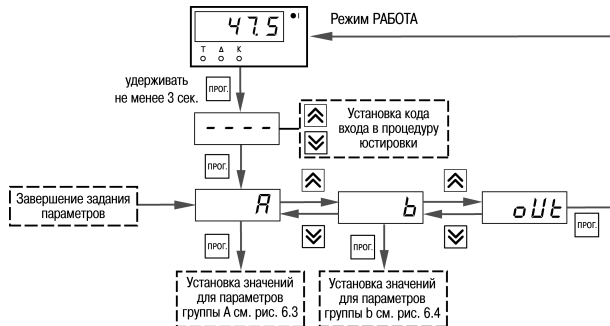 47.5
Режим РАБОТА
Т Δ К
удерживать
не менее 3 сек.
ПРОГ.
- - - -
Установка кода
входа в процедуру
юстировки
ПРОГ.
Завершение задания
параметров
A
b
oUt
ПРОГ.
ПРОГ.
ПРОГ.
Установка значений
для параметров
группы А см. рис. 6.3
Установка значений
для параметров
группы b см. рис. 6.4